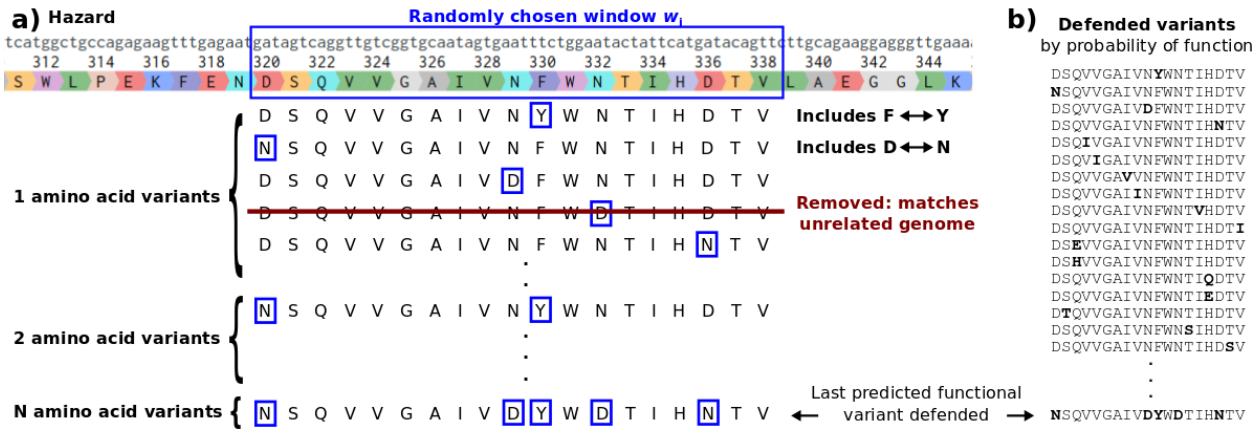 a) Hazard
Randomly chosen window wi
tcatggctgccagagaagtttgagaatgatagtcaggttgtcggtgcaatagtgaatttctggaatactattcatgatacagttcttgcagaaggagggttgaaaa
312 314 316 318 320 322 324 326 328 330 332 334 336 338 340 342 344
S W L P E K F E N D S Q V V G A I V N F W N T I H D T V L A E G G L K
D S Q V V G A I V N Y W N T I H D T V
Includes F ⟷ Y
N S Q V V G A I V N F W N T I H D T V
Includes D ⟷ N
1 amino acid variants
D S Q V V G A I V D F W N T I H D T V
D S Q V V G A I V N F W D T I H D T V
Removed: matches
unrelated genome
D S Q V V G A I V N F W N T I H N T V
2 amino acid variants
N S Q V V G A I V N Y W N T I H D T V
N amino acid variants
N S Q V V G A I V D Y W D T I H N T V
Last predicted functional
variant defended
b) Defended variants
by probability of function
DSQVVGAIVNYWNTIHDTV
NSQVVGAIVNFWNTIHDTV
DSQVVGAIVDFWNTIHDTV
DSQVVGAIVNFWNTIHNTV
DSQIVGAIVNFWNTIHDTV
DSQVIGAIVNFWNTIHDTV
DSQVVGAVVNFWNTIHDTV
DSQVVGAIINFWNTIHDTV
DSQVVGAIVNFWNTVHDTV
DSQVVGAIVNFWNTIHDTI
DSEVVGAIVNFWNTIHDTV
DSHVVGAIVNFWNTIHDTV
DSQVVGAIVNFWNTIQDTV
DSQVVGAIVNFWNTIEDTV
DTQVVGAIVNFWNTIHDTV
DSQVVGAIVNFWNSIHDTV
DSQVVGAIVNFWNTIHDSV
NSQVVGAIVDYWDTIHNTV